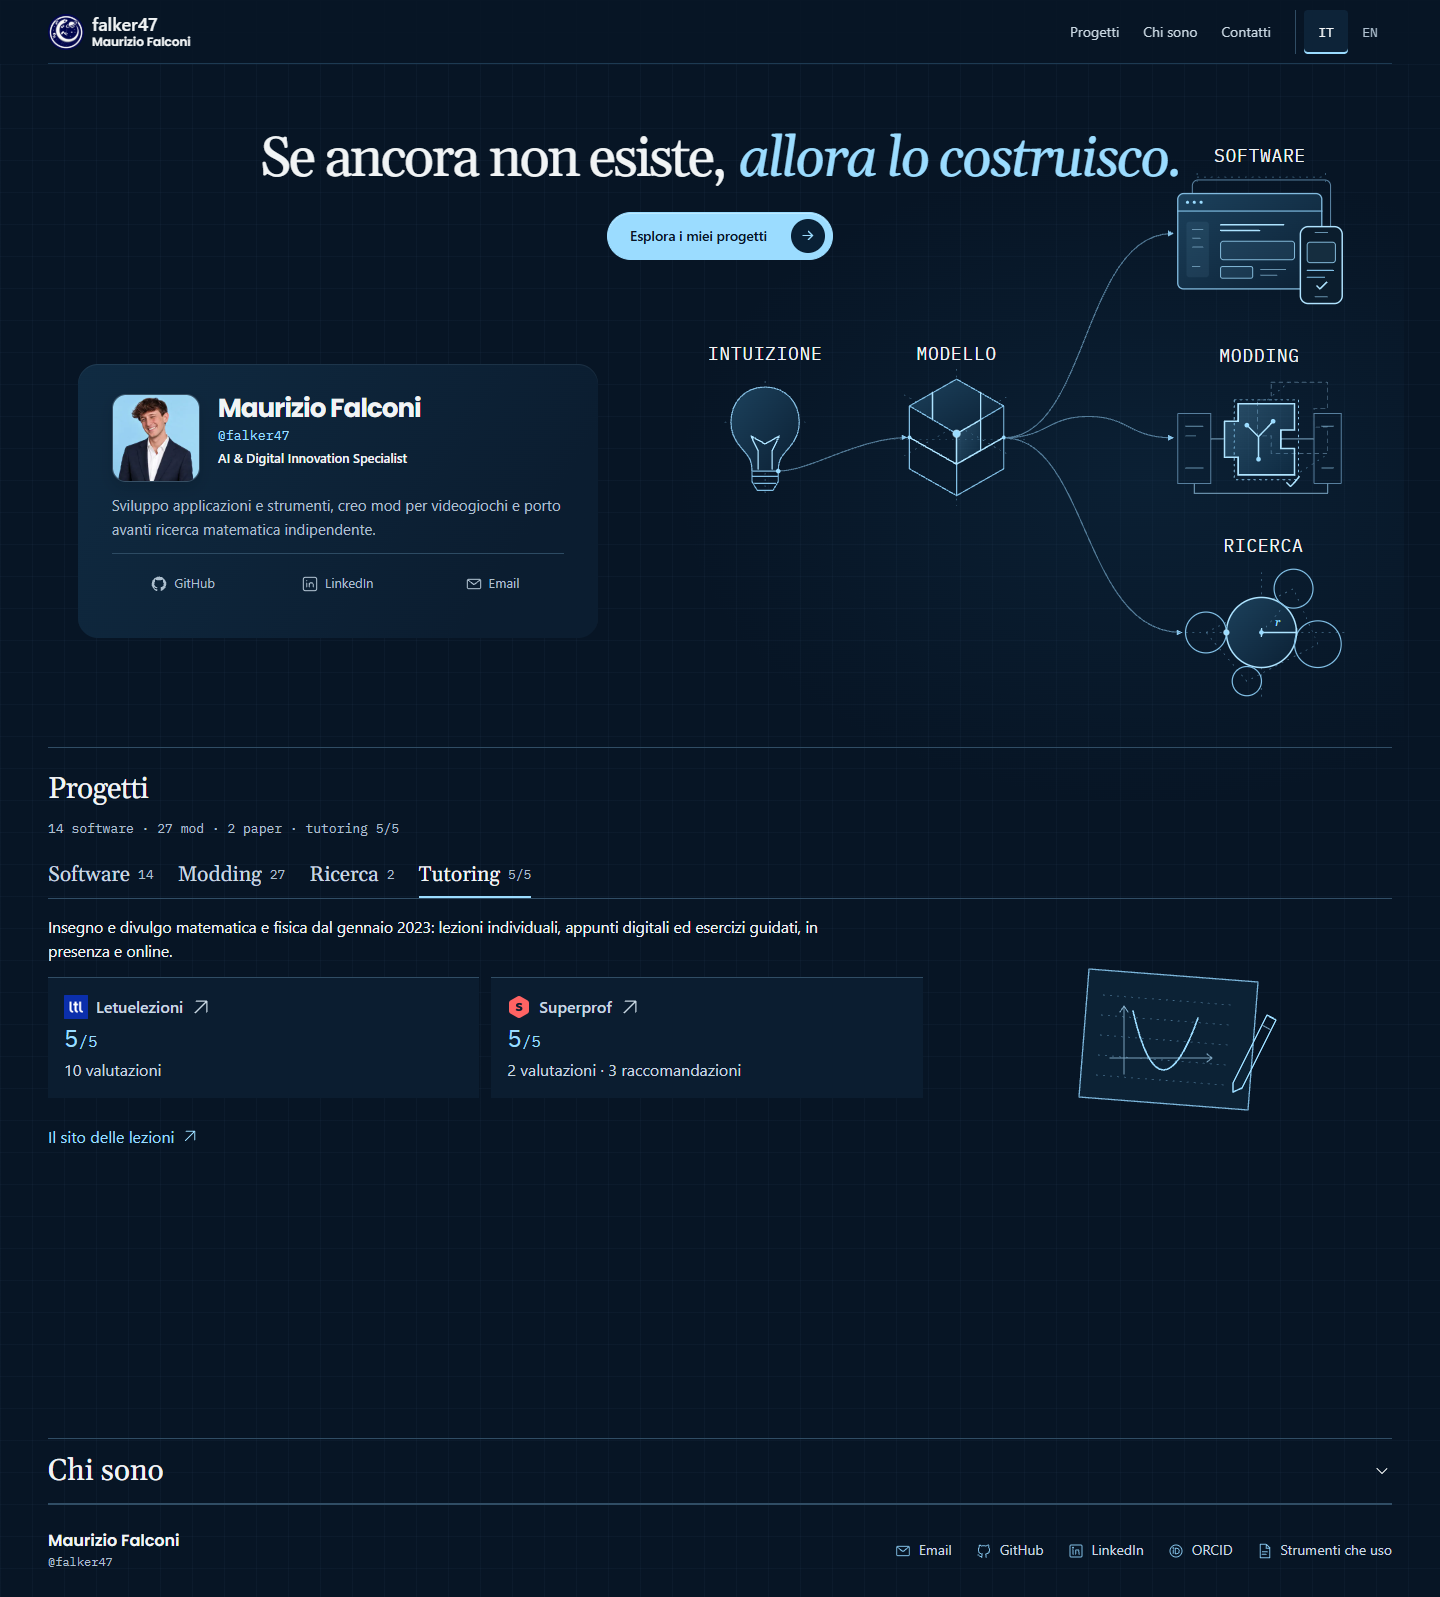 falker47
Maurizio Falconi
Progetti
Chi sono
Contatti
IT
EN
Se ancora non esiste, allora lo costruisco.
Esplora i miei progetti
SOFTWARE
INTUIZIONE
MODELLO
MODDING
RICERCA
r
Maurizio Falconi
@falker47
AI & Digital Innovation Specialist
Sviluppo applicazioni e strumenti, creo mod per videogiochi e porto
avanti ricerca matematica indipendente.
GitHub
LinkedIn
Email
Progetti
14 software · 27 mod · 2 paper · tutoring 5/5
Software 14
Modding 27
Ricerca 2
Tutoring 5/5
Insegno e divulgo matematica e fisica dal gennaio 2023: lezioni individuali, appunti digitali ed esercizi guidati, in
presenza e online.
ltl Letuelezioni
5/5
10 valutazioni
S Superprof
5/5
2 valutazioni · 3 raccomandazioni
Il sito delle lezioni
Chi sono
Maurizio Falconi
@falker47
Email
GitHub
LinkedIn
ORCID
Strumenti che uso